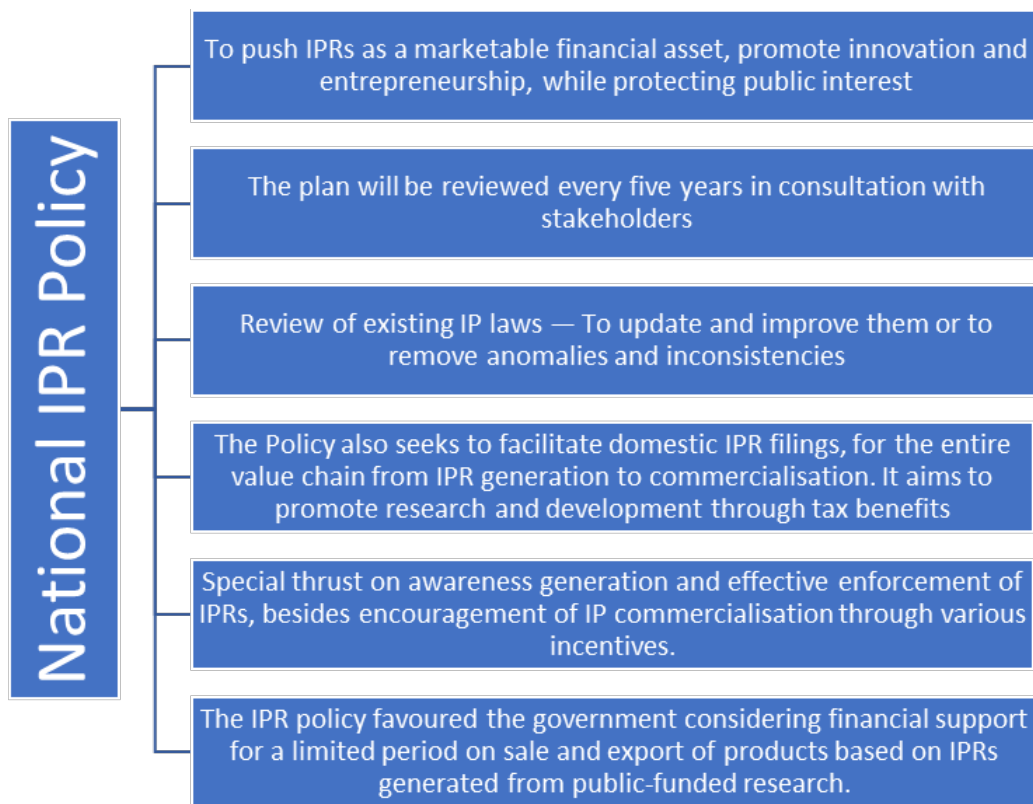 National IPR Policy
To push IPRs as a marketable financial asset, promote innovation and
entrepreneurship, while protecting public interest
The plan will be reviewed every five years in consultation with
stakeholders
Review of existing IP laws — To update and improve them or to
remove anomalies and inconsistencies
The Policy also seeks to facilitate domestic IPR filings, for the entire
value chain from IPR generation to commercialisation. It aims to
promote research and development through tax benefits
Special thrust on awareness generation and effective enforcement of
IPRs, besides encouragement of IP commercialisation through various
incentives.
The IPR policy favoured the government considering financial support
for a limited period on sale and export of products based on IPRs
generated from public-funded research.